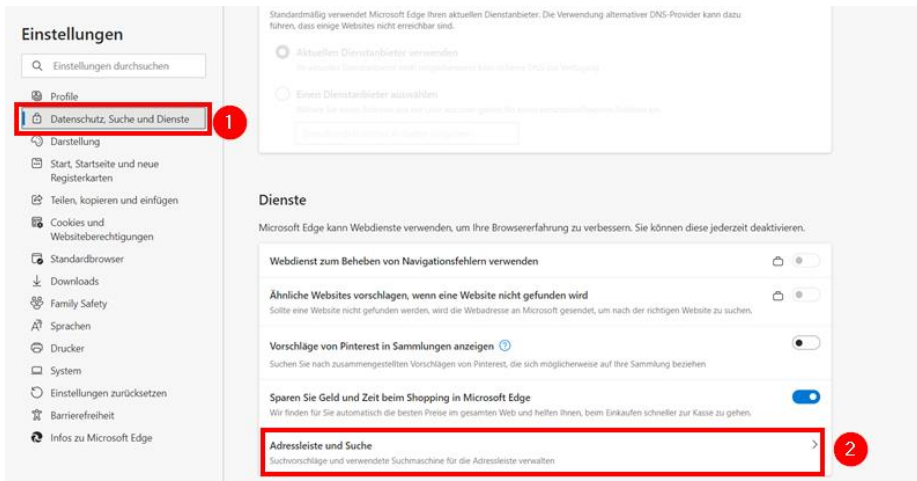 Einstellungen
Einstellungen durchsuchen
Profile
Datenschutz, Suche und Dienste
1
Darstellung
Start, Startseite und neue
Registerkarten
Teilen, kopieren und einfügen
Cookies und
Websiteberechtigungen
Standardbrowser
Downloads
Family Safety
Sprachen
Drucker
System
Einstellungen zurücksetzen
Barrierefreiheit
Infos zu Microsoft Edge
Standardmäßig verwendet Microsoft Edge Ihren aktuellen Dienstanbieter. Die Verwendung alternativer DNS-Provider kann dazu
führen, dass einige Websites nicht erreichbar sind.
Aktuellen Dienstanbieter verwenden
Einen Dienstanbieter auswählen
Dienste
Microsoft Edge kann Webdienste verwenden, um Ihre Browsererfahrung zu verbessern. Sie können diese jederzeit deaktivieren.
Webdienst zum Beheben von Navigationsfehlern verwenden
Ähnliche Websites vorschlagen, wenn eine Website nicht gefunden wird
Sollte eine Website nicht gefunden werden, wird die Webadresse an Microsoft gesendet, um nach der richtigen Website zu suchen.
Vorschläge von Pinterest in Sammlungen anzeigen
Suchen Sie nach zusammengestellten Vorschlägen von Pinterest, die sich möglicherweise auf Ihre Sammlung beziehen
Sparen Sie Geld und Zeit beim Shopping in Microsoft Edge
Wir finden für Sie automatisch die besten Preise im gesamten Web und helfen Ihnen, beim Einkaufen schneller zur Kasse zu gehen.
Adressleiste und Suche
Suchvorschläge und verwendete Suchmaschine für die Adressleiste verwalten
2